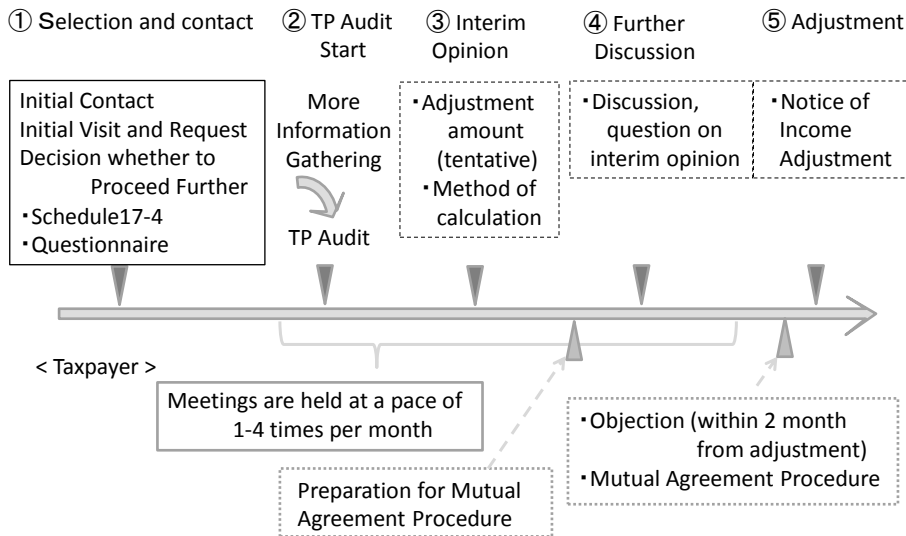 ① Selection and contact
Initial Contact
Initial Visit and Request
Decision whether to
Proceed Further
・Schedule17-4
・Questionnaire
② TP Audit
Start
More
Information
Gathering
TP Audit
③ Interim
Opinion
・Adjustment
amount
(tentative)
・Method of
calculation
④ Further
Discussion
・Discussion,
question on
interim opinion
⑤ Adjustment
・Notice of
Income
Adjustment
< Taxpayer >
Meetings are held at a pace of
1-4 times per month
Preparation for Mutual
Agreement Procedure
・Objection (within 2 month
from adjustment)
・Mutual Agreement Procedure